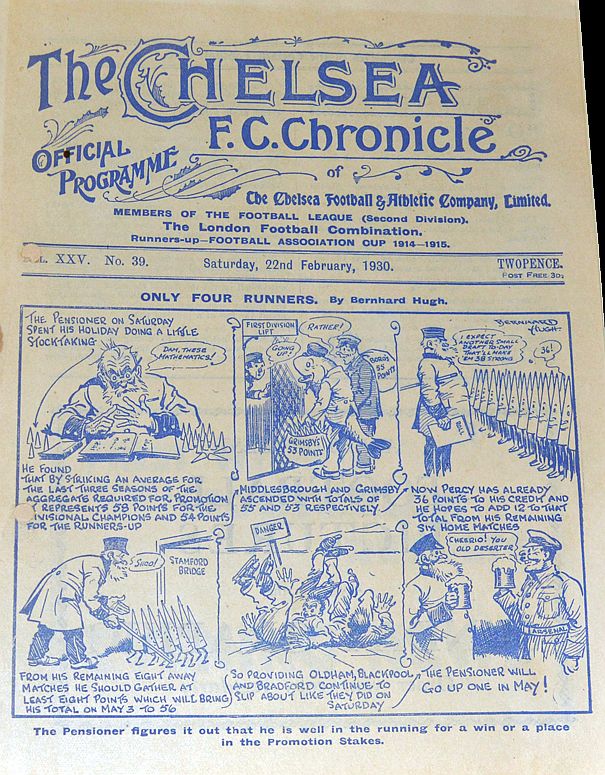 The CHELSEA
F.C. Chronicle
OFFICIAL
PROGRAMME
of
The Chelsea Football & Athletic Company, Limited.
MEMBERS OF THE FOOTBALL LEAGUE (Second Division).
The London Football Combination.
Runners-up—FOOTBALL ASSOCIATION CUP 1914—1915.
XXV. No. 39.
Saturday, 22nd February, 1930.
TWOPENCE.
POST FREE 3D.
ONLY FOUR RUNNERS. By Bernhard Hugh.
THE PENSIONER ON SATURDAY
SPENT HIS HOLIDAY DOING A LITTLE
STOCKTAKING
DAM, THESE
MATHEMATICS!
HE FOUND
THAT BY STRIKING AN AVERAGE FOR
THE LAST THREE SEASONS OF THE
AGGREGATE REQUIRED FOR PROMOTION
IT REPRESENTS 58 POINTS FOR THE
DIVISIONAL CHAMPIONS AND 54 POINTS
FOR THE RUNNERS-UP
FIRST DIVISION
LIFT
GOING
UP!
RATHER!
BORO'S
55
POINTS
GRIMSBY'S
53 POINTS
MIDDLESBROUGH AND GRIMSBY
ASCENDED WITH TOTALS OF
55 AND 53 RESPECTIVELY
BERNHARD
HUGH
I EXPECT
ANOTHER SMALL
DRAFT TO-DAY
THAT'LL MAKE
'EM 38 STRONG
36!
NOW PERCY HAS ALREADY
36 POINTS TO HIS CREDIT AND
HE HOPES TO ADD 12 TO THAT
TOTAL FROM HIS REMAINING
SIX HOME MATCHES
SHOO!
STAMFORD
BRIDGE
FROM HIS REMAINING EIGHT AWAY
MATCHES HE SHOULD GATHER AT
LEAST EIGHT POINTS WHICH WILL BRING
HIS TOTAL ON MAY 3 TO 56
DANGER
SO PROVIDING OLDHAM, BLACKPOOL
AND BRADFORD CONTINUE TO
SLIP ABOUT LIKE THEY DID ON
SATURDAY
CHEERIO! YOU
OLD DESERTER!
ARSENAL
THE PENSIONER WILL
GO UP ONE IN MAY!
The Pensioner figures it out that he is well in the running for a win or a place
in the Promotion Stakes.